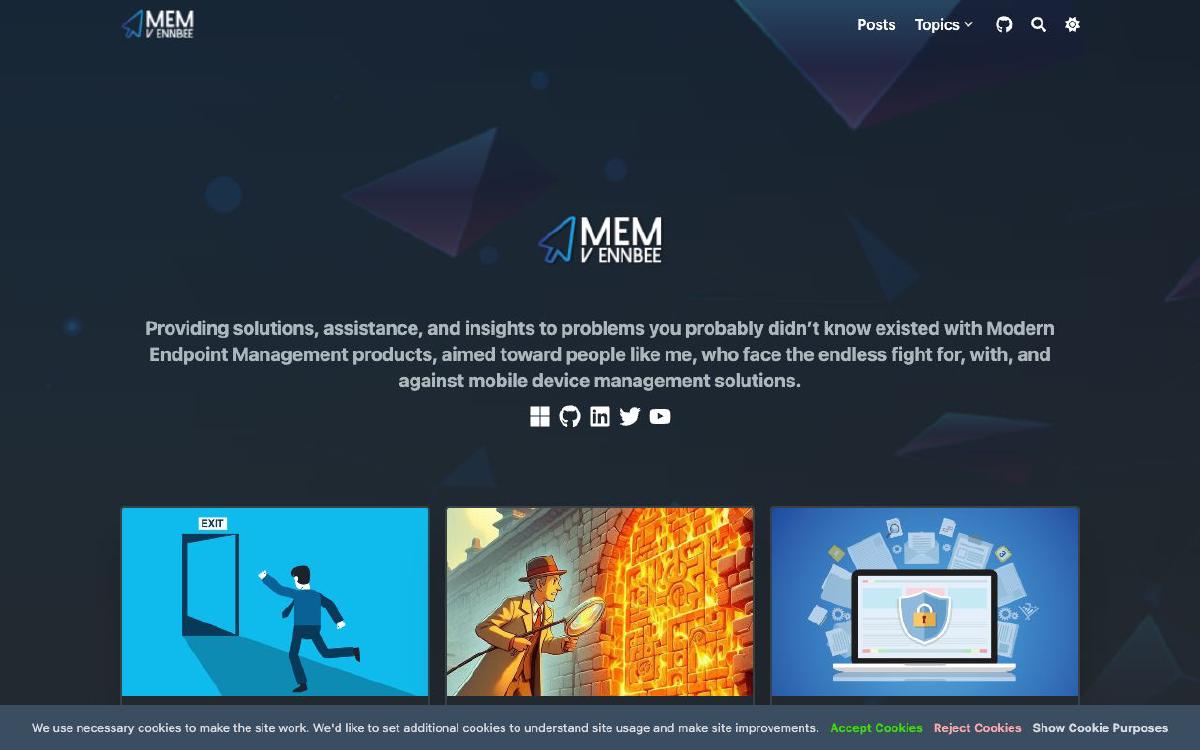 MEM
V ENNBEE
Posts
Topics
MEM
V ENNBEE
Providing solutions, assistance, and insights to problems you probably didn't know existed with Modern
Endpoint Management products, aimed toward people like me, who face the endless fight for, with, and
against mobile device management solutions.
EXIT
We use necessary cookies to make the site work. We'd like to set additional cookies to understand site usage and make site improvements. Accept Cookies Reject Cookies Show Cookie Purposes